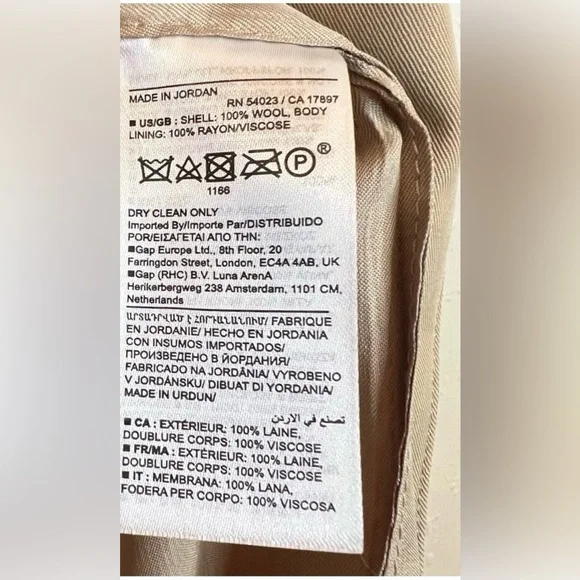 MADE IN JORDAN
RN 54023 / CA 17897
■ US/GB : SHELL: 100% WOOL, BODY
LINING: 100% RAYON/VISCOSE
P ®
1166
DRY CLEAN ONLY
Imported By/Importe Par/DISTRIBUIDO
POR/ΕΙΣΑΓΕΤΑΙ ΑΠΟ ΤΗΝ:
■Gap Europe Ltd., 8th Floor, 20
Farringdon Street, London, EC4A 4AB, UK
■Gap (RHC) B.V. Luna ArenA
Herikerbergweg 238 Amsterdam, 1101 CM,
Netherlands
ԱՐՏԱԴՐՎԱԾ Է ՀՈՐԴԱՆԱՆՈՒՄ/ FABRIQUE
EN JORDANIE/ HECHO EN JORDANIA
CON INSUMOS IMPORTADOS/
ПРОИЗВЕДЕНО В ЙОРДАНИЯ/
FABRICADO NA JORDÂNIA/ VYROBENO
V JORDÁNSKU/ DIBUAT DI YORDANIA/
MADE IN URDUN/
تصنع في الاردن
■ CA : EXTÉRIEUR: 100% LAINE,
DOUBLURE CORPS: 100% VISCOSE
■ FR/MA : EXTÉRIEUR: 100% LAINE,
DOUBLURE CORPS: 100% VISCOSE
■ IT : MEMBRANA: 100% LANA,
FODERA PER CORPO: 100% VISCOSA